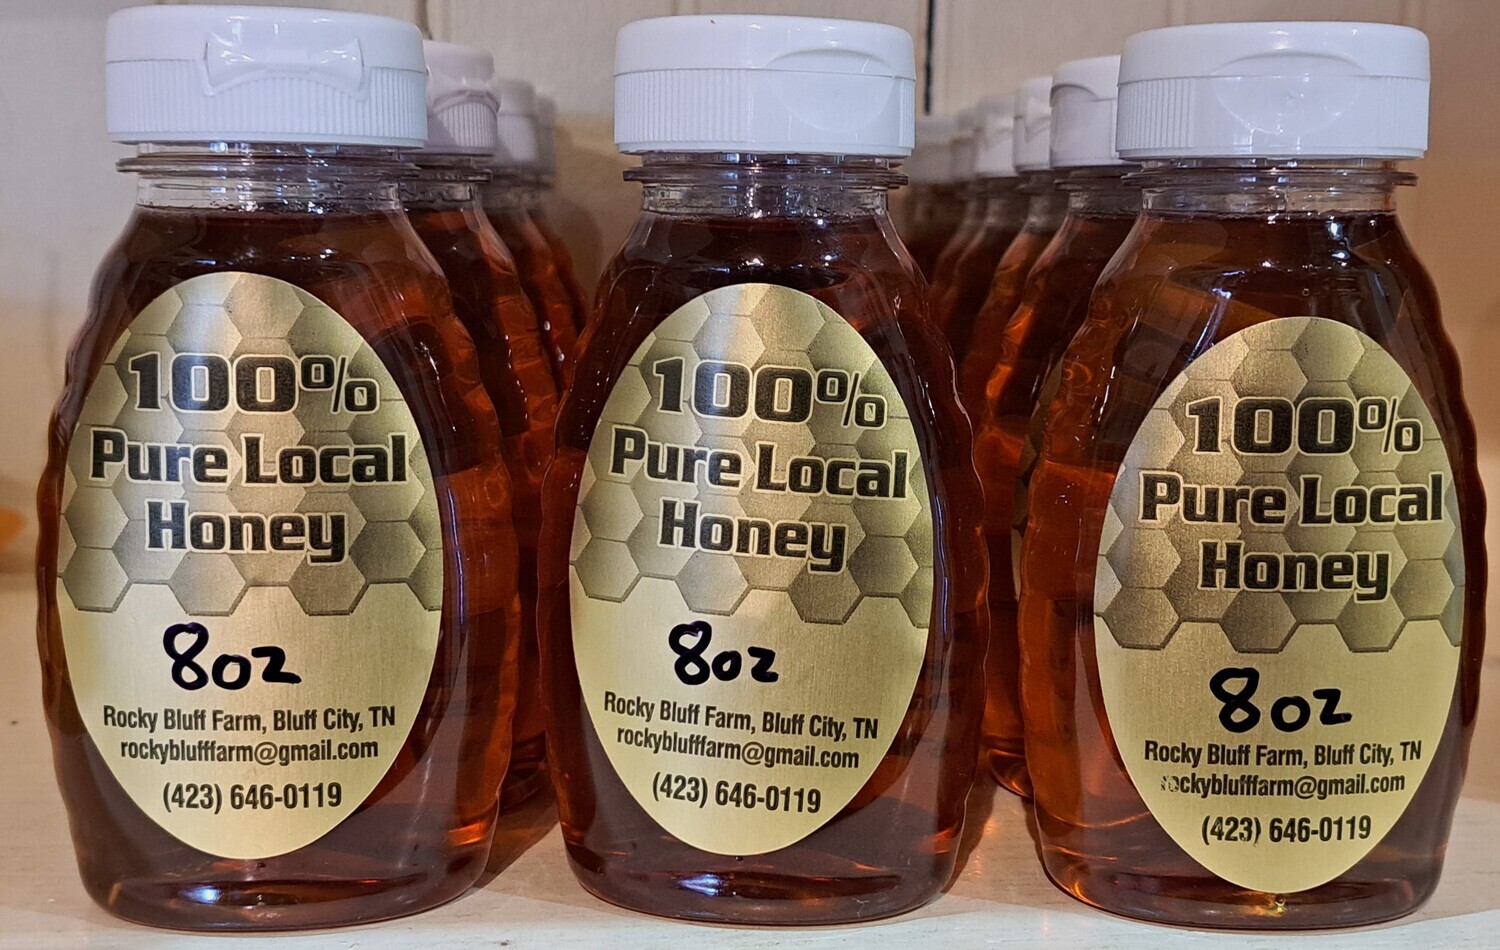 100%
Pure Local
Honey
8oz
Rocky Bluff Farm, Bluff City, TN
rockyblufffarm@gmail.com
(423) 646-0119
100%
Pure Local
Honey
8oz
Rocky Bluff Farm, Bluff City, TN
rockyblufffarm@gmail.com
(423) 646-0119
100%
Pure Local
Honey
8oz
Rocky Bluff Farm, Bluff City, TN
rockyblufffarm@gmail.com
(423) 646-0119